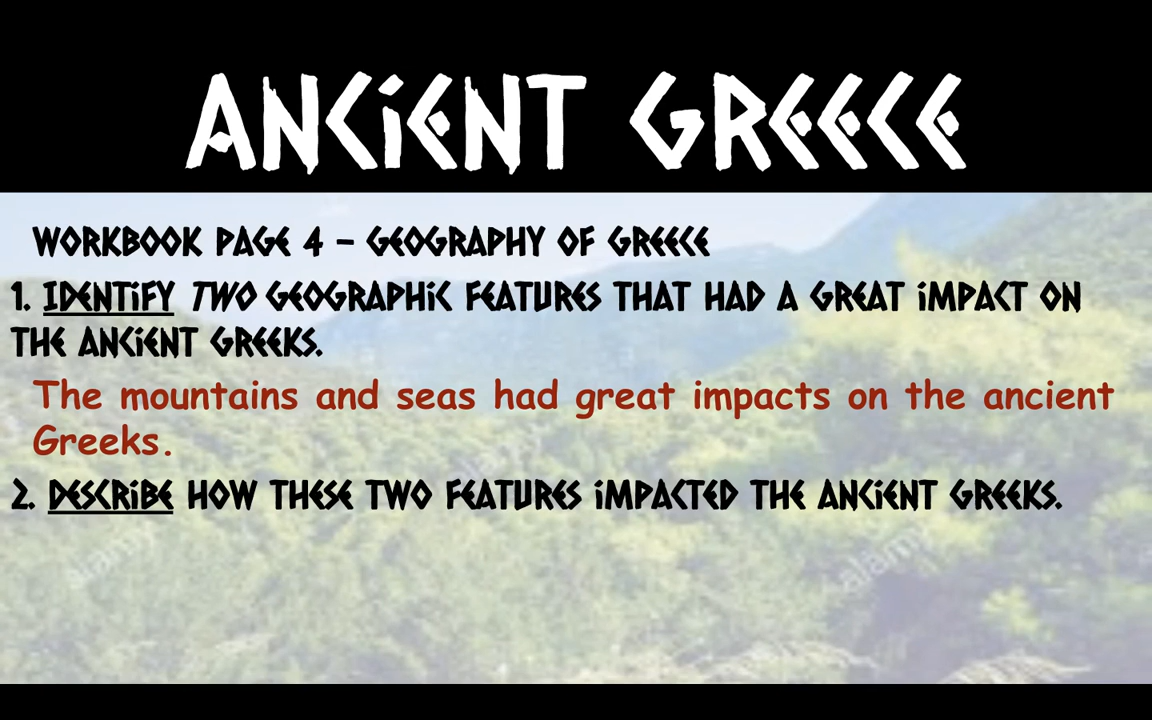 ANCIENT GREECE
WORKBOOK PAGE 4 – GEOGRAPHY OF GREECE
1. IDENTIFY TWO GEOGRAPHIC FEATURES THAT HAD A GREAT IMPACT ON
THE ANCIENT GREEKS.
The mountains and seas had great impacts on the ancient
Greeks.
2. DESCRIBE HOW THESE TWO FEATURES IMPACTED THE ANCIENT GREEKS.
alamy
alamy